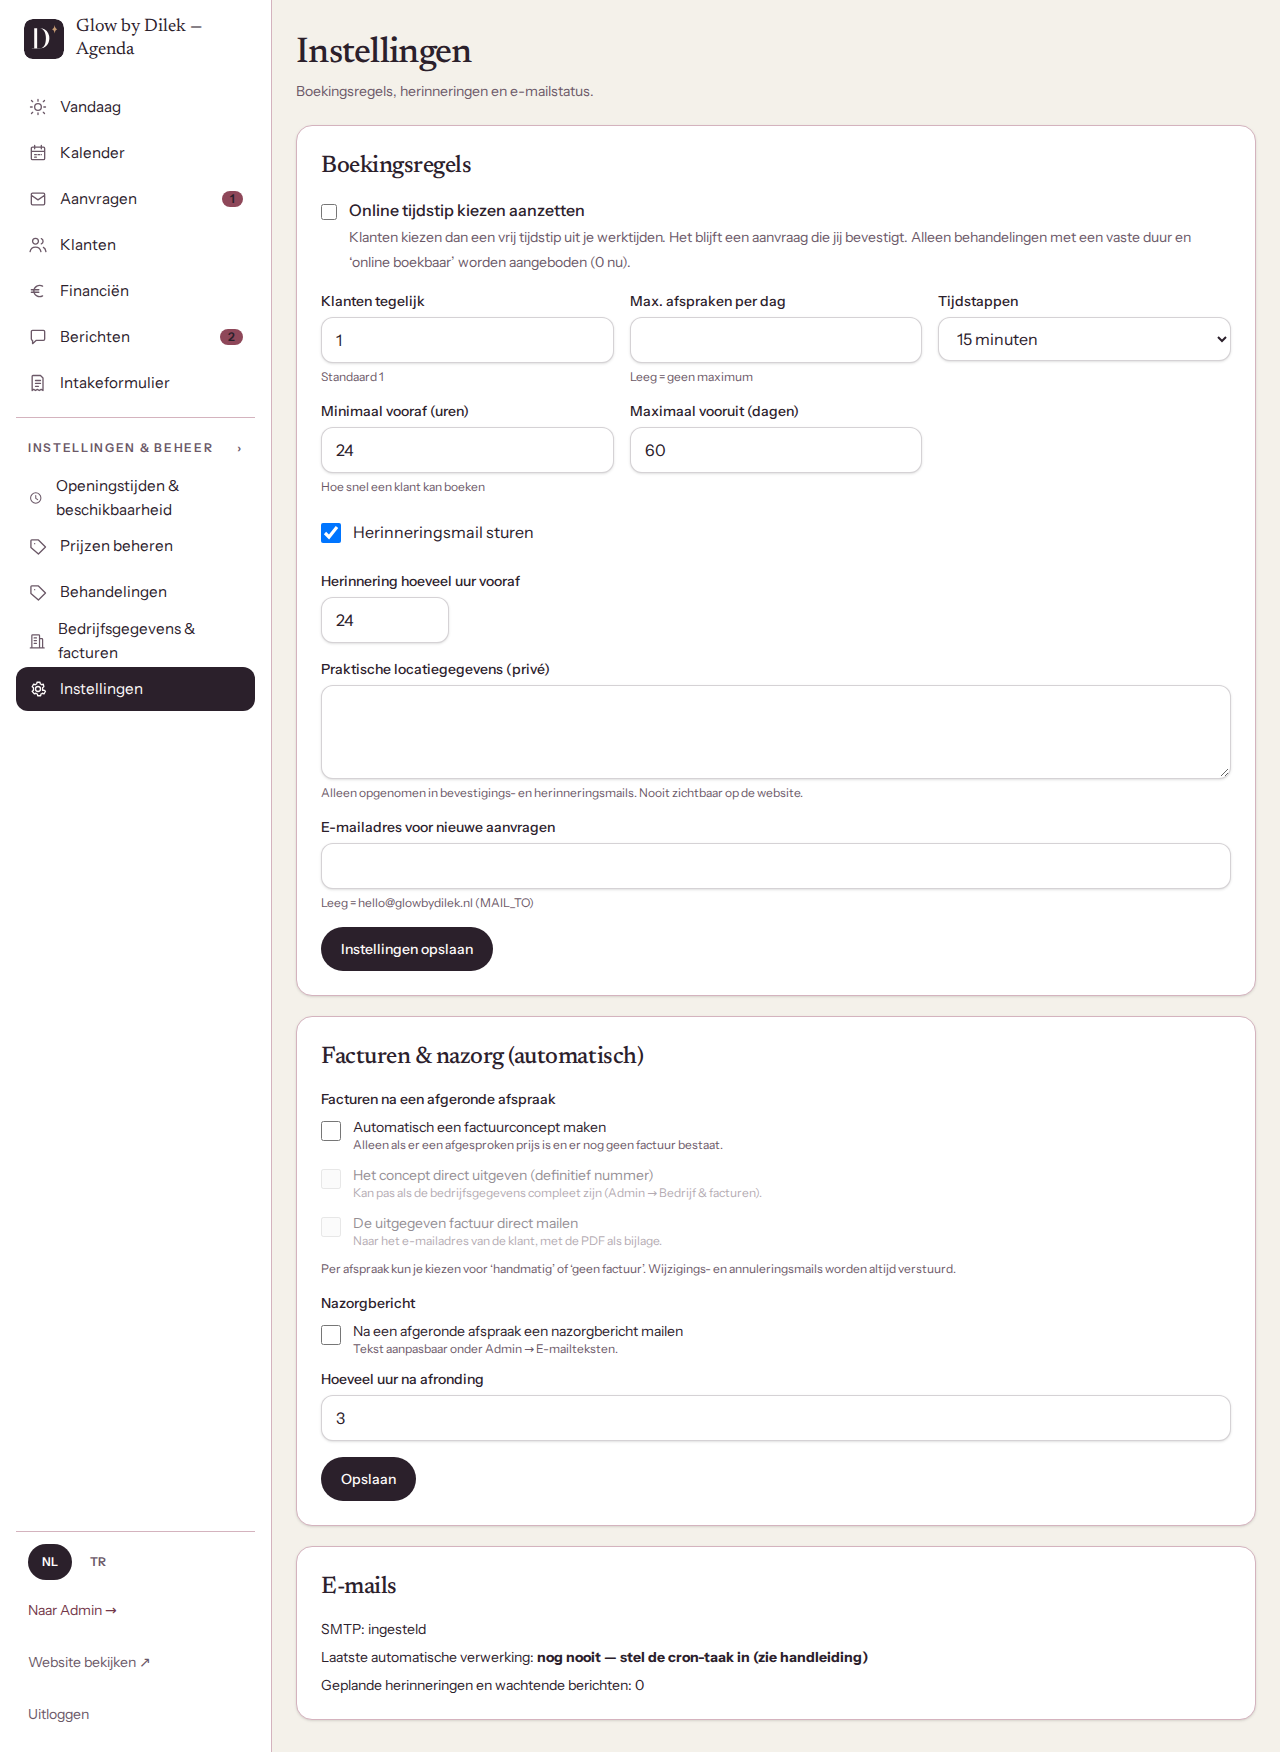 Glow by Dilek –
Agenda
Vandaag
Kalender
Aanvragen 1
Klanten
Financiën
Berichten 2
Intakeformulier
INSTELLINGEN & BEHEER ›
Openingstijden &
beschikbaarheid
Prijzen beheren
Behandelingen
Bedrijfsgegevens &
facturen
Instellingen
NL TR
Naar Admin →
Website bekijken ↗
Uitloggen
Instellingen
Boekingsregels, herinneringen en e-mailstatus.
Boekingsregels
Online tijdstip kiezen aanzetten
Klanten kiezen dan een vrij tijdstip uit je werktijden. Het blijft een aanvraag die jij bevestigt. Alleen behandelingen met een vaste duur en
‘online boekbaar’ worden aangeboden (0 nu).
Klanten tegelijk Max. afspraken per dag Tijdstappen
1 15 minuten
Standaard 1 Leeg = geen maximum
Minimaal vooraf (uren) Maximaal vooruit (dagen)
24 60
Hoe snel een klant kan boeken
Herinneringsmail sturen
Herinnering hoeveel uur vooraf
24
Praktische locatiegegevens (privé)
Alleen opgenomen in bevestigings- en herinneringsmails. Nooit zichtbaar op de website.
E-mailadres voor nieuwe aanvragen
Leeg = hello@glowbydilek.nl (MAIL_TO)
Instellingen opslaan
Facturen & nazorg (automatisch)
Facturen na een afgeronde afspraak
Automatisch een factuurconcept maken
Alleen als er een afgesproken prijs is en er nog geen factuur bestaat.
Het concept direct uitgeven (definitief nummer)
Kan pas als de bedrijfsgegevens compleet zijn (Admin → Bedrijf & facturen).
De uitgegeven factuur direct mailen
Naar het e-mailadres van de klant, met de PDF als bijlage.
Per afspraak kun je kiezen voor ‘handmatig’ of ‘geen factuur’. Wijzigings- en annuleringsmails worden altijd verstuurd.
Nazorgbericht
Na een afgeronde afspraak een nazorgbericht mailen
Tekst aanpasbaar onder Admin → E-mailteksten.
Hoeveel uur na afronding
3
Opslaan
E-mails
SMTP: ingesteld
Laatste automatische verwerking: nog nooit — stel de cron-taak in (zie handleiding)
Geplande herinneringen en wachtende berichten: 0